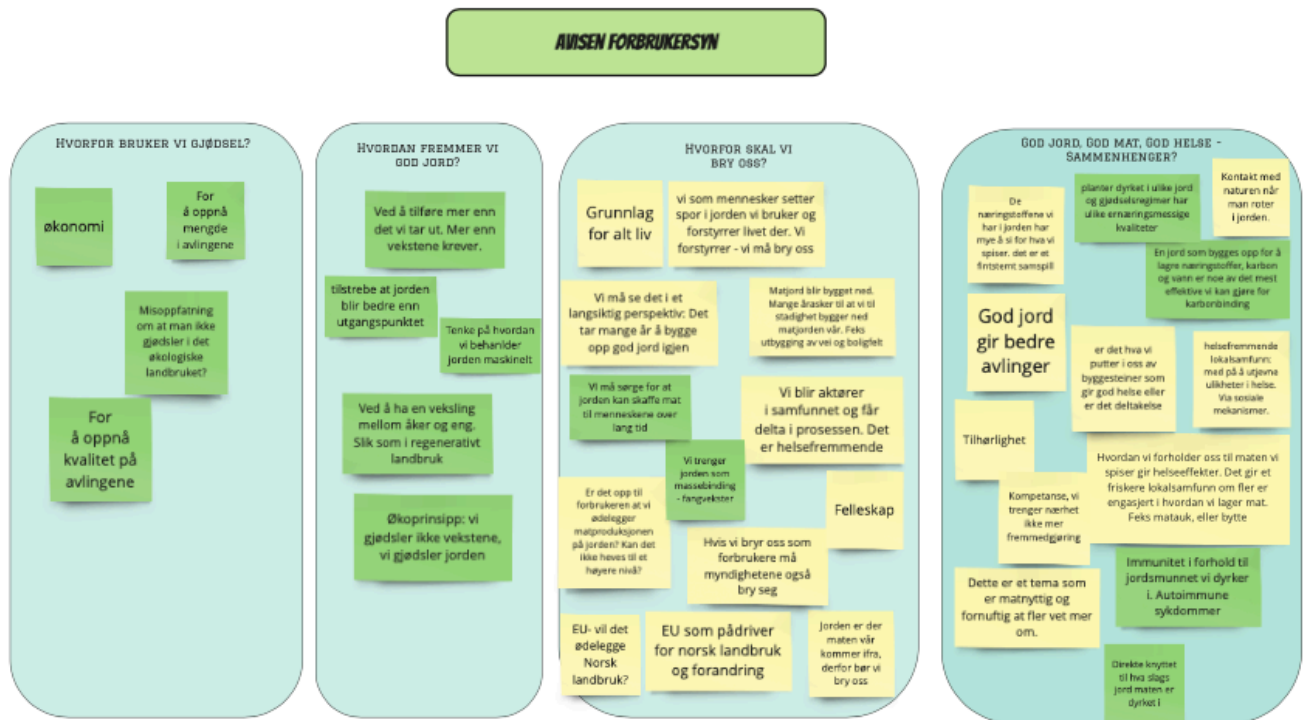 AVISEN FORBRUKERSYN
HVORFOR BRUKER VI GJØDSEL?
økonomi
For
å oppnå
mengde
i avlingene
Misoppfatning
om at man ikke
gjødsler i det
økologiske
landbruket?
For
å oppnå
kvalitet på
avlingene
HVORDAN FREMMER VI
GOD JORD?
Ved å tilføre mer enn
det vi tar ut. Mer enn
vekstene krever.
tilstrebe at jorden
blir bedre enn
utgangspunktet
Tenke på hvordan
vi behanlder
jorden maskinelt
Ved å ha en veksling
mellom åker og eng.
Slik som i regenerativt
landbruk
Økoprinsipp: vi
gjødsler ikke vekstene,
vi gjødsler jorden
HVORFOR SKAL VI
BRY OSS?
Grunnlag
for alt liv
vi som mennesker setter
spor i jorden vi bruker og
forstyrrer livet der. Vi
forstyrrer - vi må bry oss
Vi må se det i et
langsiktig perspektiv: Det
tar mange år å bygge
opp god jord igjen
Matjord blir bygget ned.
Mange årasker til at vi til
stadighet bygger ned
matjorden vår. Feks
utbygging av vei og boligfelt
Vi må sørge for at
jorden kan skaffe mat
til menneskene over
lang tid
Vi blir aktører
i samfunnet og får
delta i prosessen. Det
er helsefremmende
Vi trenger
jorden som
massebinding
- fangvekster
Er det opp til
forbrukeren at vi
ødelegger
matproduksjonen
på jorden? Kan det
ikke heves til et
høyere nivå?
Felleskap
Hvis vi bryr oss som
forbrukere må
myndighetene også
bry seg
EU- vil det
ødelegge
Norsk
landbruk?
EU som pådriver
for norsk landbruk
og forandring
Jorden er der
maten vår
kommer ifra,
derfor bør vi
bry oss
GOD JORD, GOD MAT, GOD HELSE -
SAMMENHENGER?
De
næringstoffene vi
har i jorden har
mye å si for hva vi
spiser. det er et
fintstemt samspill
planter dyrket i ulike jord
og gjødselsregimer har
ulike ernæringsmessige
kvaliteter
Kontakt med
naturen når
man roter
i jorden.
En jord som bygges opp for å
lagre næringstoffer, karbon
og vann er noe av det mest
effektive vi kan gjøre for
karbonbinding
God jord
gir bedre
avlinger
er det hva vi
putter i oss av
byggesteiner som
gir god helse eller
er det deltakelse
helsefremmende
lokalsamfunn:
med på å utjevne
ulikheter i helse.
Via sosiale
mekanismer.
Tilhørlighet
Hvordan vi forholder oss til maten vi
spiser gir helseeffekter. Det gir et
friskere lokalsamfunn om fler er
engasjert i hvordan vi lager mat.
Feks matauk, eller bytte
Kompetanse, vi
trenger nærhet
ikke mer
fremmedgjøring
Immunitet i forhold til
jordsmunnet vi dyrker
i. Autoimmune
sykdommer
Dette er et tema som
er matnyttig og
fornuftig at fler vet mer
om.
Direkte knyttet
til hva slags
jord maten er
dyrket i